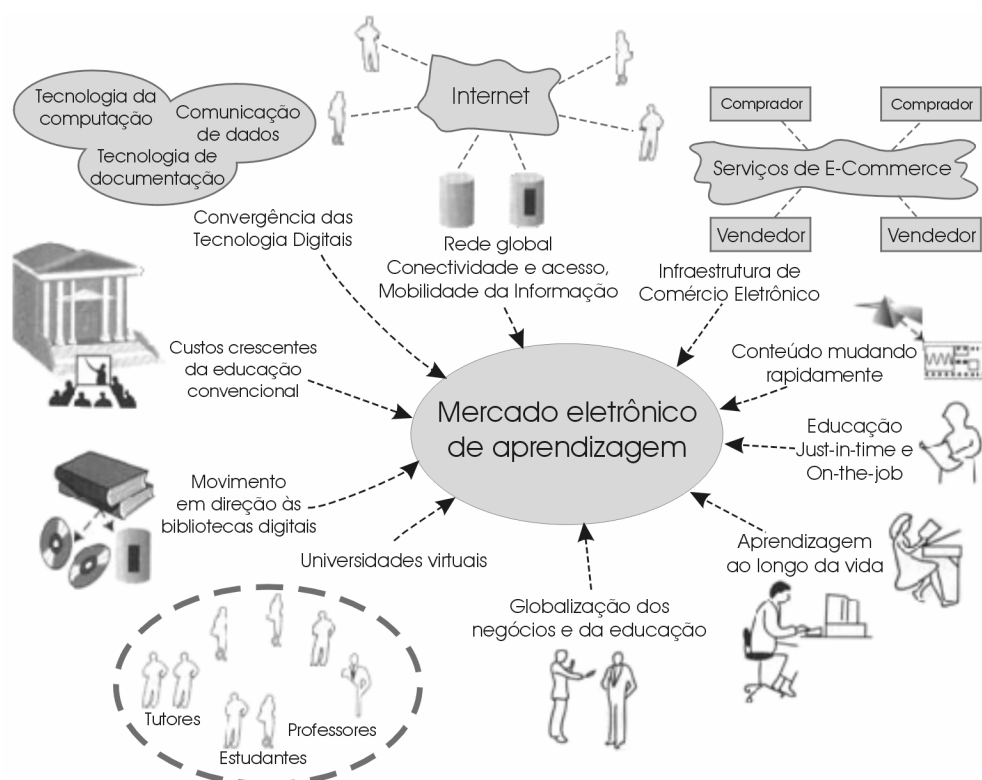 Tecnologia da
computação
Comunicação
de dados
Tecnologia de
documentação
Internet
Comprador
Comprador
Serviços de E-Commerce
Vendedor
Vendedor
Convergência das
Tecnologia Digitais
Rede global
Conectividade e acesso,
Mobilidade da Informação
Infraestrutura de
Comércio Eletrônico
Custos crescentes
da educação
convencional
Mercado eletrônico
de aprendizagem
Conteúdo mudando
rapidamente
Educação
Just-in-time e
On-the-job
Movimento
em direção às
bibliotecas digitais
Universidades virtuais
Aprendizagem
ao longo da vida
Globalização dos
negócios e da educação
Tutores
Professores
Estudantes